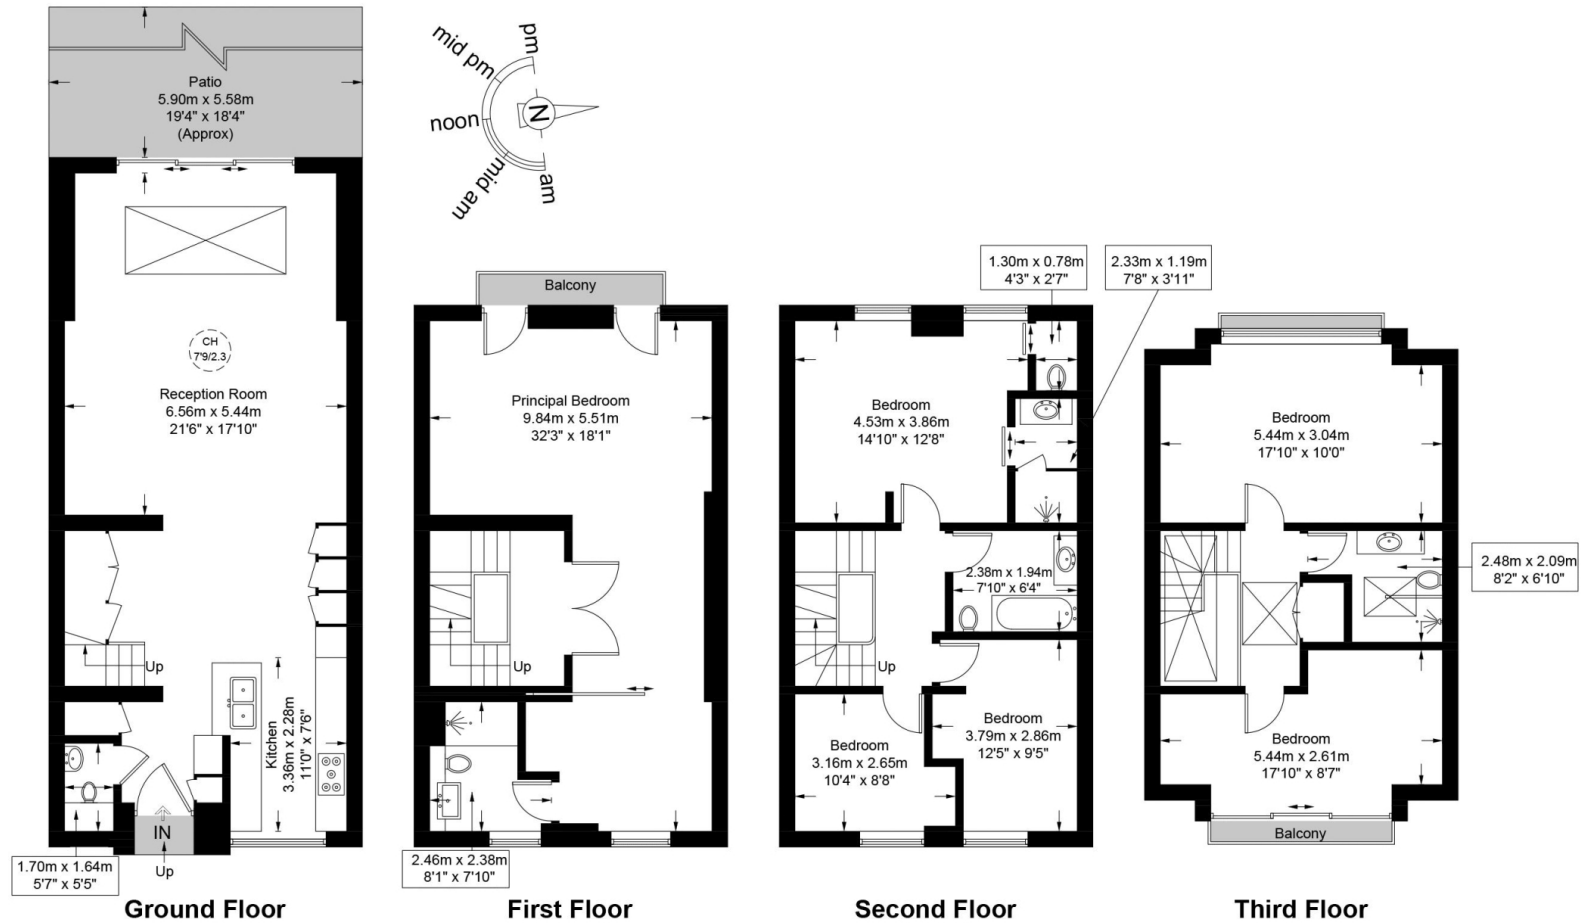 Patio
5.90m x 5.58m
19'4" x 18'4"
(Approx)
CH
7'9/2.3
Reception Room
6.56m x 5.44m
21'6" x 17'10"
Up
Kitchen
3.36m x 2.28m
11'0" x 7'6"
IN
Up
1.70m x 1.64m
5'7" x 5'5"
Ground Floor
pm
mid pm
noon
mid am
am
N
Balcony
Principal Bedroom
9.84m x 5.51m
32'3" x 18'1"
Up
2.46m x 2.38m
8'1" x 7'10"
First Floor
1.30m x 0.78m
4'3" x 2'7"
2.33m x 1.19m
7'8" x 3'11"
Bedroom
4.53m x 3.86m
14'10" x 12'8"
2.38m x 1.94m
7'10" x 6'4"
Up
Bedroom
3.79m x 2.86m
12'5" x 9'5"
Bedroom
3.16m x 2.65m
10'4" x 8'8"
Second Floor
Bedroom
5.44m x 3.04m
17'10" x 10'0"
2.48m x 2.09m
8'2" x 6'10"
Bedroom
5.44m x 2.61m
17'10" x 8'7"
Balcony
Third Floor